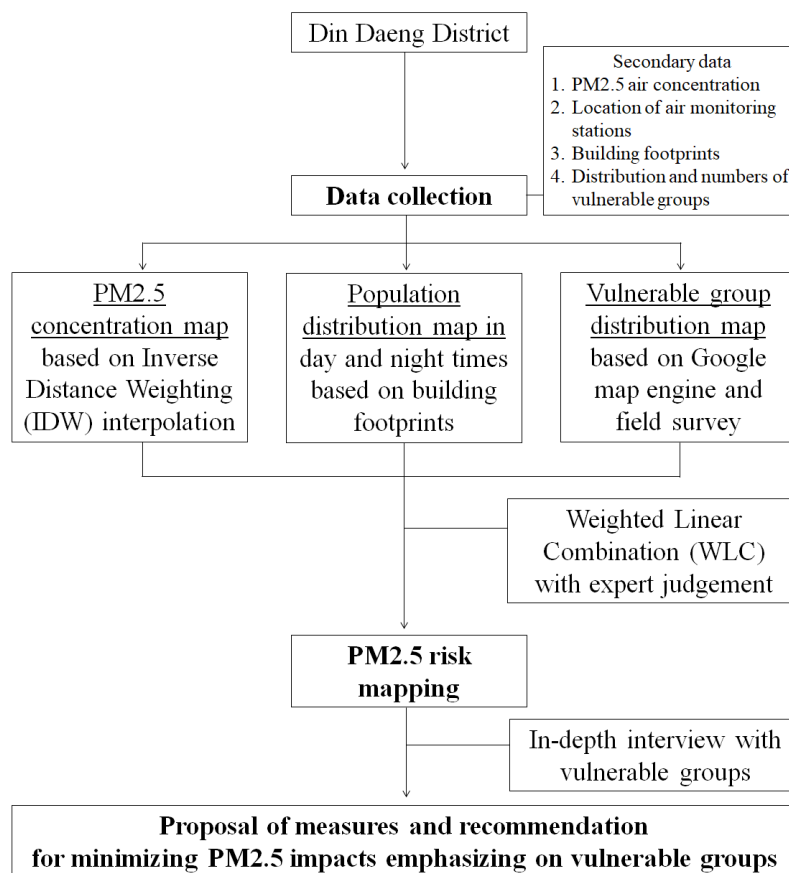 Din Daeng District
Secondary data
1. PM2.5 air concentration
2. Location of air monitoring
stations
3. Building footprints
4. Distribution and numbers of
vulnerable groups
Data collection
PM2.5
concentration map
based on Inverse
Distance Weighting
(IDW) interpolation
Population
distribution map in
day and night times
based on building
footprints
Vulnerable group
distribution map
based on Google
map engine and
field survey
Weighted Linear
Combination (WLC)
with expert judgement
PM2.5 risk
mapping
In-depth interview with
vulnerable groups
Proposal of measures and recommendation
for minimizing PM2.5 impacts emphasizing on vulnerable groups